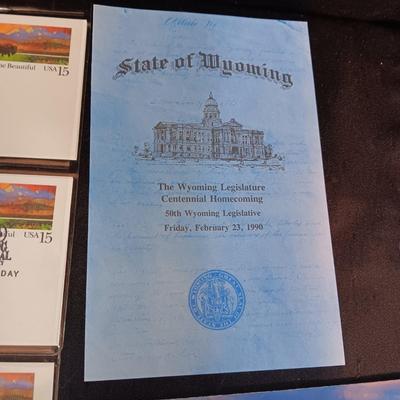 State of Wyoming
The Wyoming Legislature
Centennial Homecoming
50th Wyoming Legislative
Friday, February 23, 1990
Beautiful
USA 15
USA 15
DAY